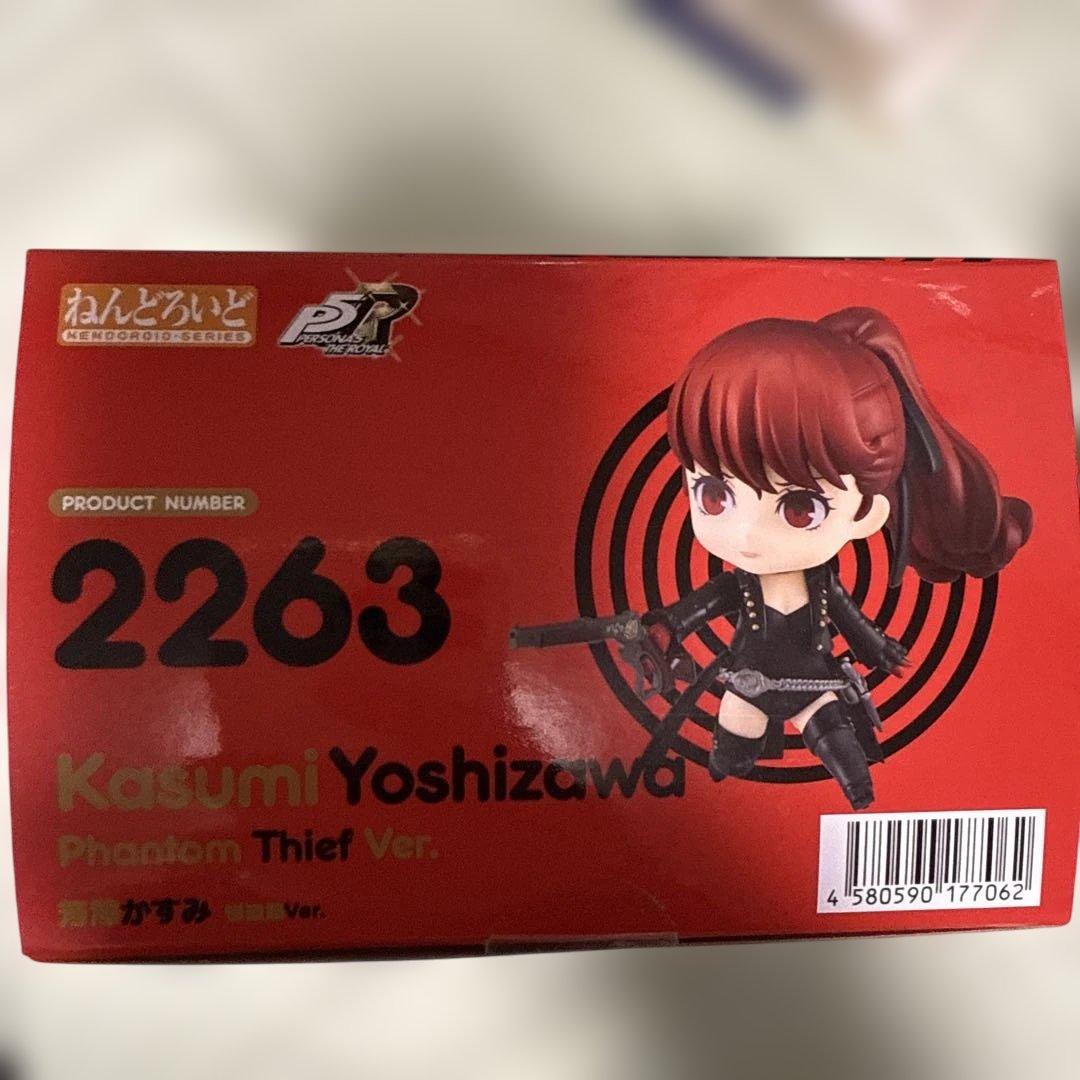 ねんどろいど
NENDOROID・SERIES
P5R
PERSONA5
THE ROYAL
PRODUCT NUMBER
2263
Kasumi Yoshizawa
Phantom Thief Ver.
かすみ Ver.
4 580590 177062